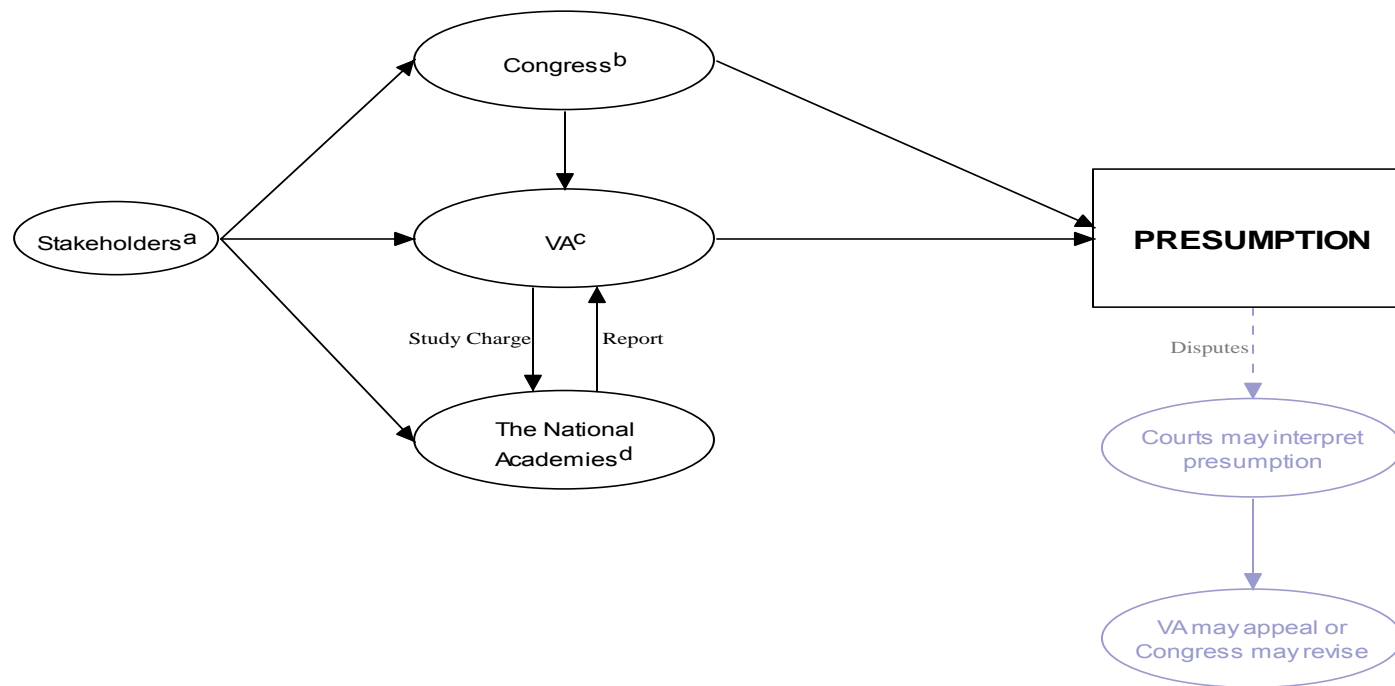 Congressb
Stakeholdersa
VAc
PRESUMPTION
Study Charge
Report
Disputes
The National
Academiesd
Courts may interpret
presumption
VA may appeal or
Congress may revise